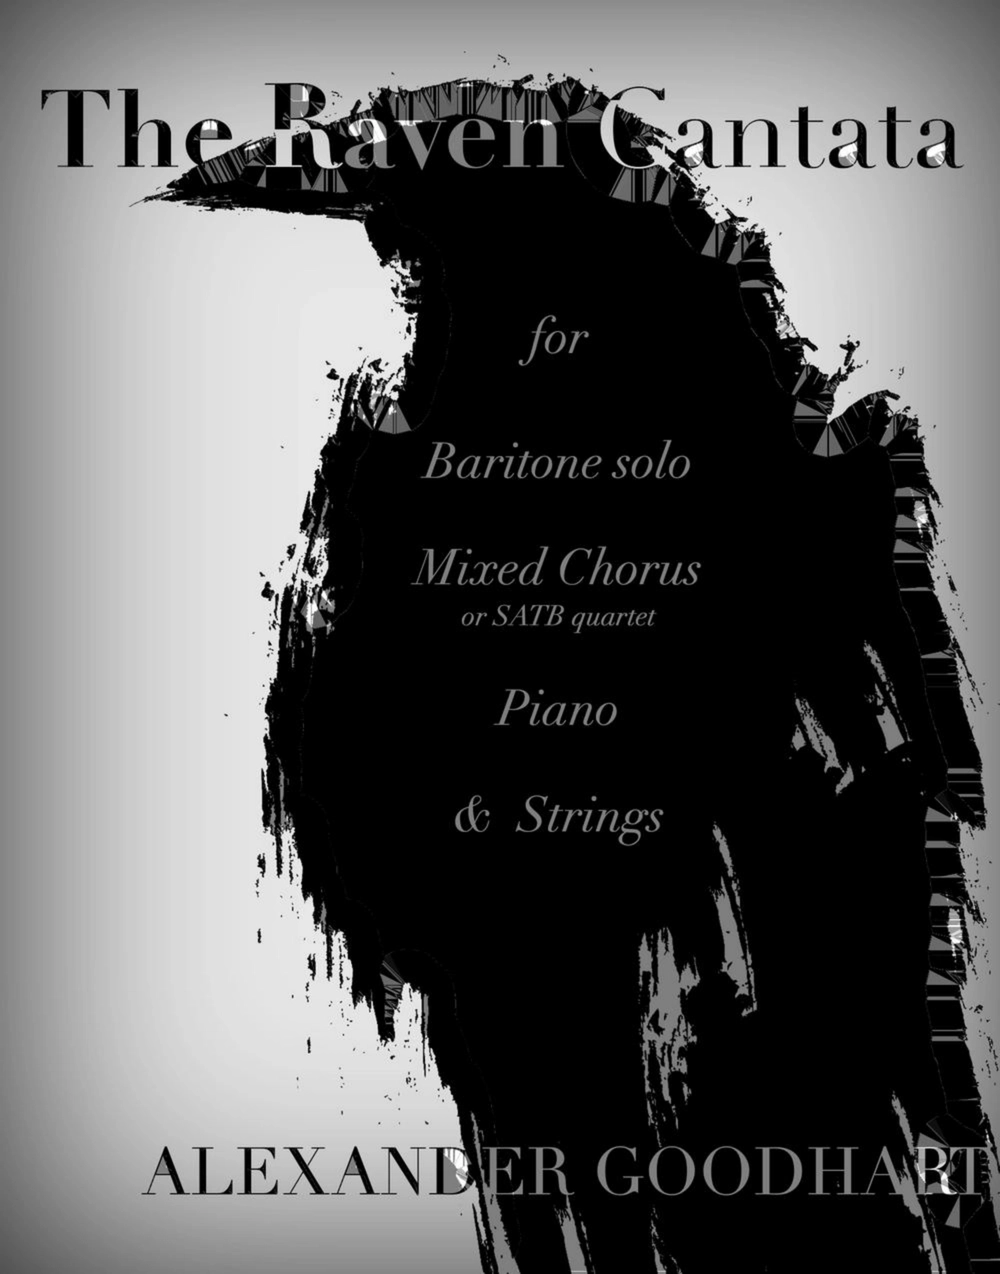 The Raven Cantata
for
Baritone solo
Mixed Chorus
or SATB quartet
Piano
& Strings
ALEXANDER GOODHART